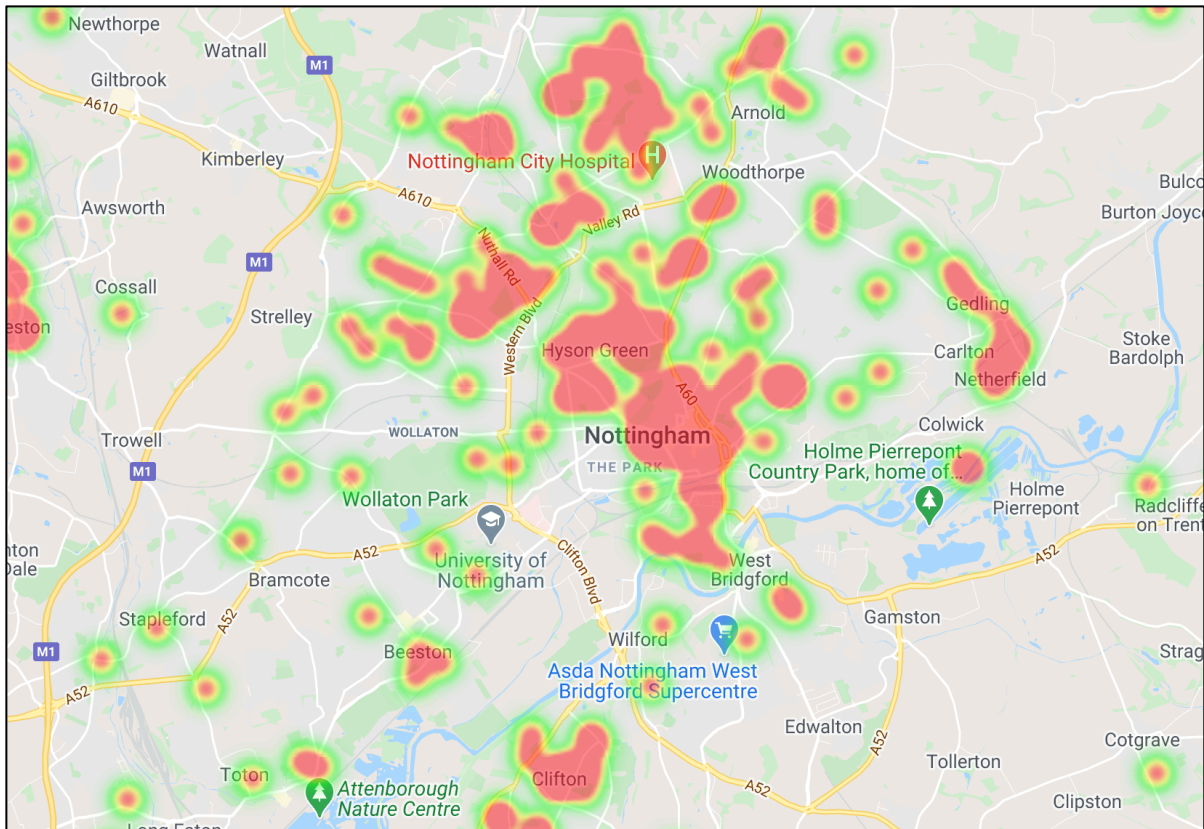 Newthorpe
Watnall
M1
Giltbrook
A610
Arnold
Kimberley
Nottingham City Hospital
H
Woodthorpe
A610
Bulco
Awsworth
Valley Rd
Burton Joyc
Nuthall Rd
M1
Cossall
Gedling
Strelley
eston
Western Blvd
Hyson Green
Carlton
Stoke
Bardolph
Netherfield
A60
Colwick
WOLLATON
Nottingham
Trowell
THE PARK
Holme Pierrepont
Country Park, home of...
M1
Wollaton Park
Holme
Pierrepont
Radcliffe
on Trent
University of
Nottingham
A52
Clifton Blvd
A52
nton
Dale
Bramcote
West
Bridgford
Stapleford
A52
Gamston
Wilford
M1
Beeston
Strag
Asda Nottingham West
Bridgford Supercentre
A52
Edwalton
A52
Cotgrave
Tollerton
Toton
Clifton
Attenborough
Nature Centre
A52
Clipston
Long Eaton